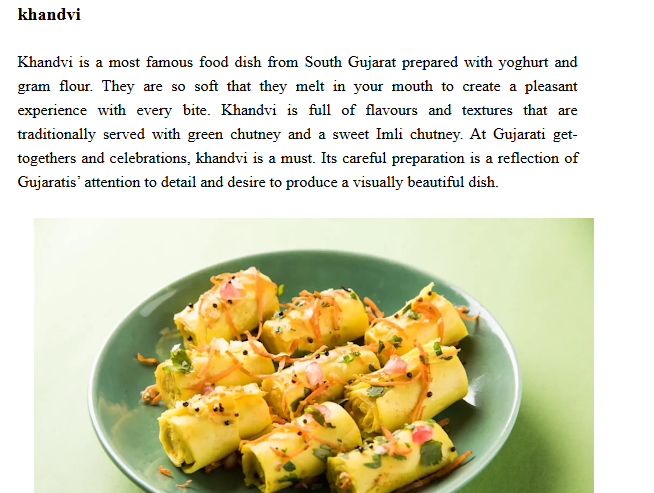 khandvi
Khandvi is a most famous food dish from South Gujarat prepared with yoghurt and
gram flour. They are so soft that they melt in your mouth to create a pleasant
experience with every bite. Khandvi is full of flavours and textures that are
traditionally served with green chutney and a sweet Imli chutney. At Gujarati get-
togethers and celebrations, khandvi is a must. Its careful preparation is a reflection of
Gujaratis’ attention to detail and desire to produce a visually beautiful dish.